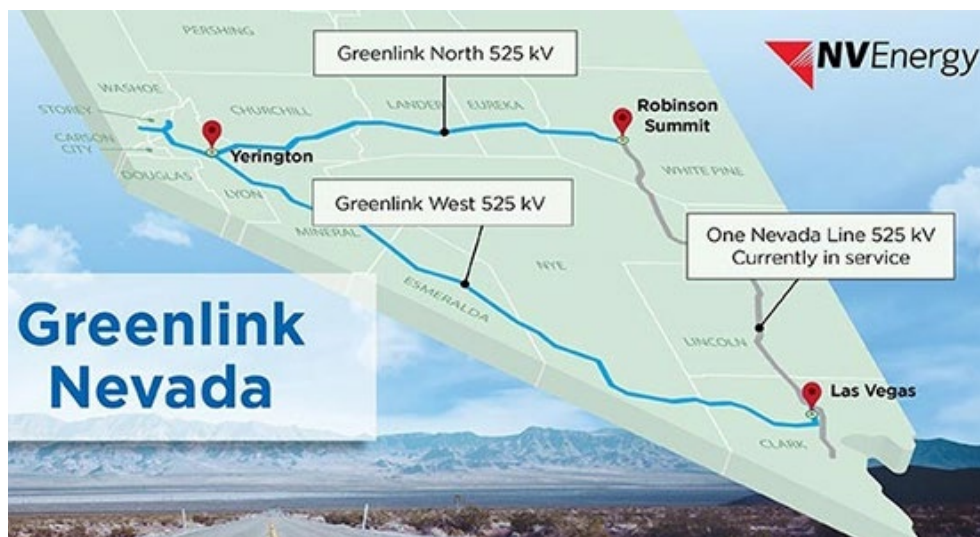 PERSHING
Greenlink North 525 kV
NVEnergy
WASHOE
STOREY
CHURCHILL
LANDER
EUREKA
Robinson
Summit
CARSON
CITY
Yerington
DOUGLAS
LYON
WHITE PINE
Greenlink West 525 kV
MINERAL
One Nevada Line 525 kV
Currently in service
NYE
ESMERALDA
Greenlink
Nevada
LINCOLN
Las Vegas
CLARK